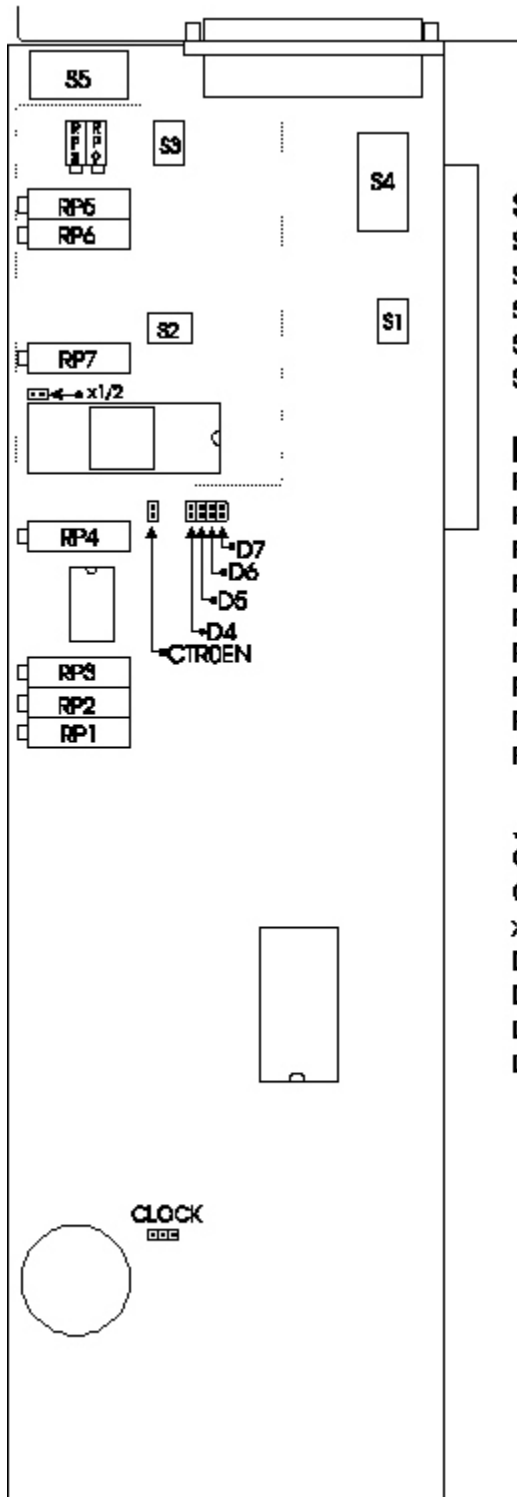 S5
S3
S4
RP5
RP6
S2
S1
RP7
x1/2
RP4
D7
D6
D5
D4
CTR0EN
RP3
RP2
RP1
CLOCK